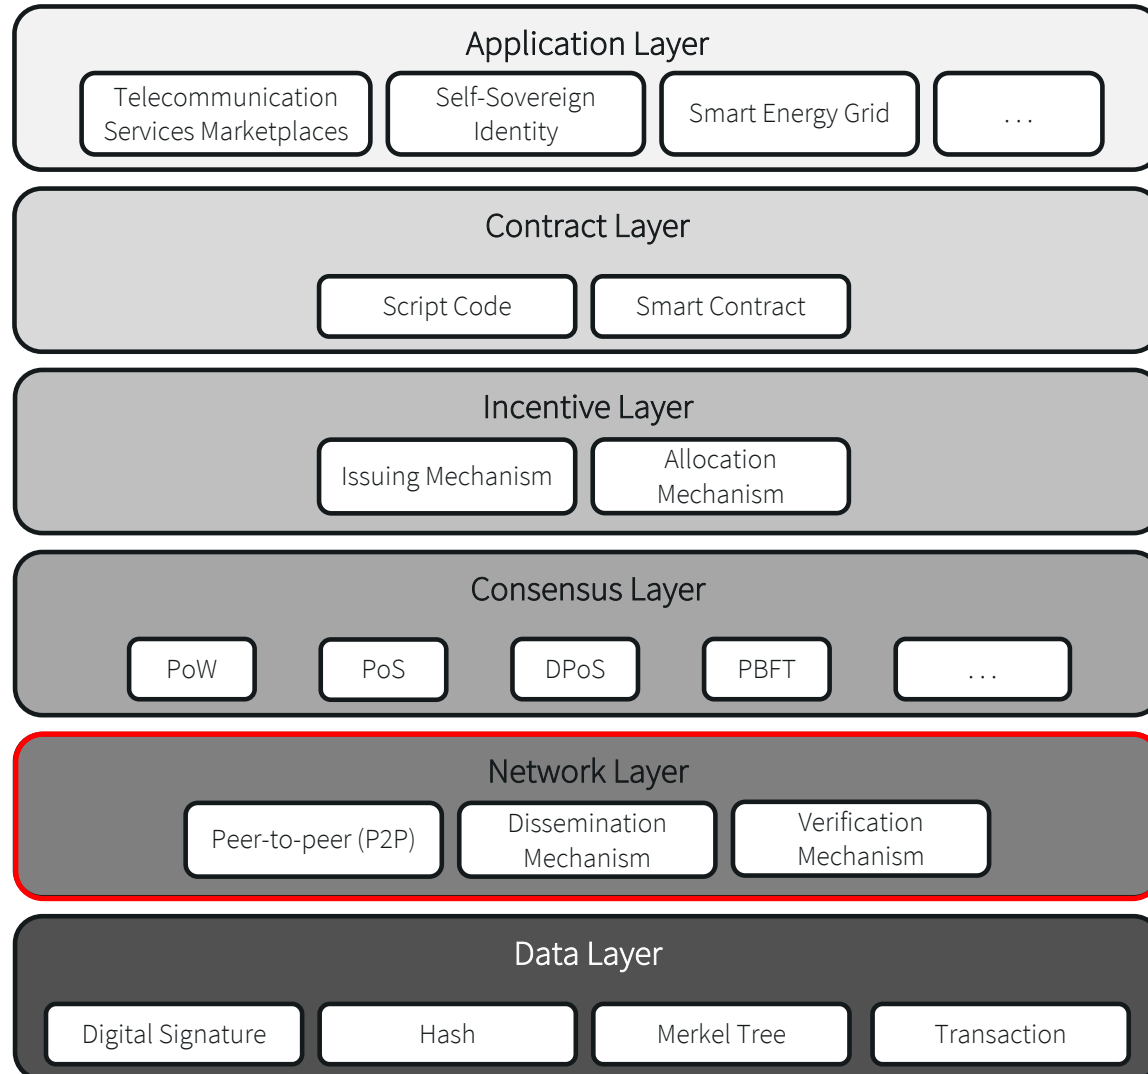 Application Layer
Telecommunication
Services Marketplaces
Self-Sovereign
Identity
Smart Energy Grid
. . .
Contract Layer
Script Code
Smart Contract
Incentive Layer
Issuing Mechanism
Allocation
Mechanism
Consensus Layer
PoW
PoS
DPoS
PBFT
. . .
Network Layer
Peer-to-peer (P2P)
Dissemination
Mechanism
Verification
Mechanism
Data Layer
Digital Signature
Hash
Merkel Tree
Transaction